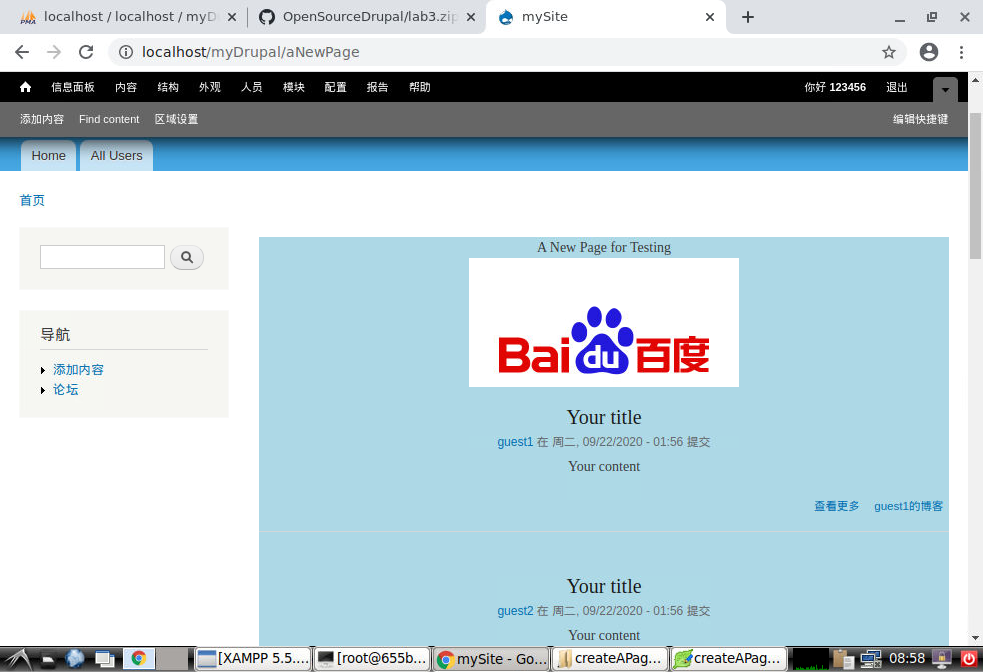 localhost / localhost / myD
OpenSourceDrupal/lab3.zip
mySite
localhost/myDrupal/aNewPage
信息面板 内容 结构 外观 人员 模块 配置 报告 帮助 你好 123456 退出
添加内容 Find content 区域设置 编辑快捷键
Home All Users
首页
A New Page for Testing
Baidu百度
导航
添加内容
论坛
Your title
guest1 在 周二, 09/22/2020 - 01:56 提交
Your content
查看更多 guest1的博客
Your title
guest2 在 周二, 09/22/2020 - 01:56 提交
Your content
[XAMPP 5.5.... [root@655b... mySite - Go... createAPag... createAPag... 08:58